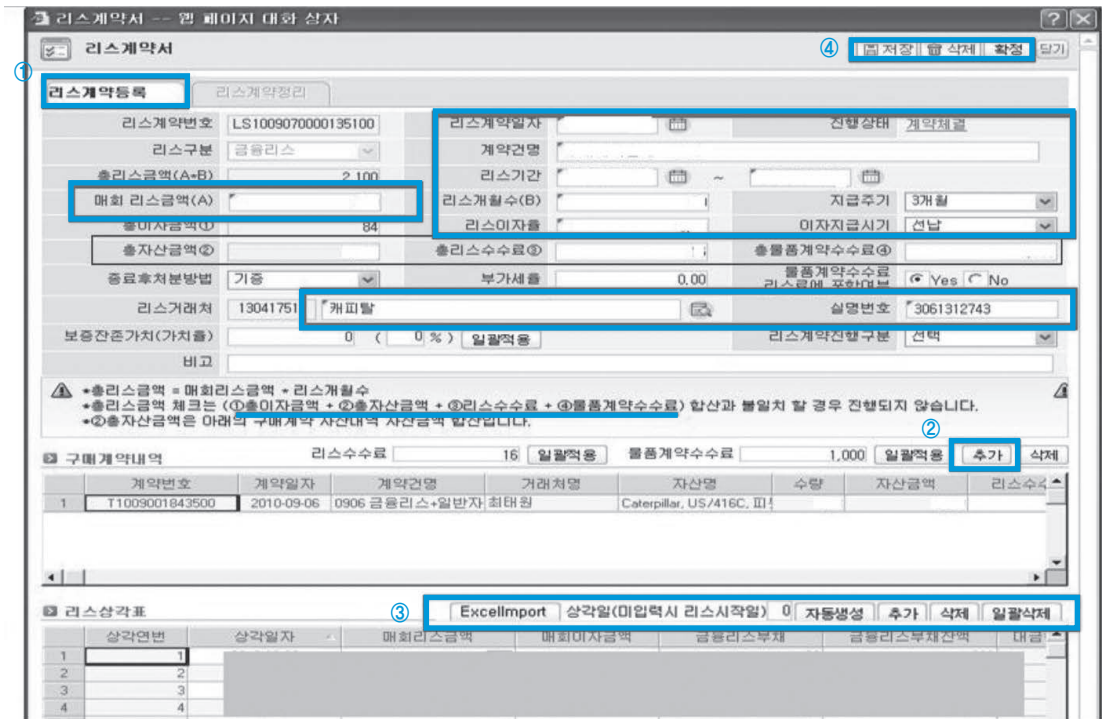 리스계약서 -- 웹 페이지 대화 상자
리스계약서
④ 저장 삭제 확정 닫기
①
리스계약등록 리스계약정리
리스계약번호 LS1009070000135100 리스계약일자 진행상태 계약체결
리스구분 금융리스 계약건명
총리스금액(A*B) 2,100 리스기간 ~
매회 리스금액(A) 리스개월수(B) 지급주기 3개월
총이자금액① 84 리스이자율 이자지급시기 선납
총자산금액② 총리스수수료③ 총물품계약수수료④
종료후처분방법 기증 부가세율 0.00 물품계약수수료 리스료에 포함여부 Yes No
리스거래처 13041751 캐피탈 실명번호 3061312743
보증잔존가치(가치율) 0 ( 0 % ) 일괄적용 리스계약진행구분 선택
비고
*총리스금액 = 매회리스금액 * 리스개월수
*총리스금액 체크는 (①총이자금액 + ②총자산금액 + ③리스수수료 + ④물품계약수수료) 합산과 불일치 할 경우 진행되지 않습니다.
*②총자산금액은 아래의 구매계약 자산내역 자산금액 합산입니다.
②
구매계약내역 리스수수료 16 일괄적용 물품계약수수료 1,000 일괄적용 추가 삭제
계약번호 계약일자 계약건명 거래처명 자산명 수량 자산금액 리스수수
1 T1009001843500 2010-09-06 0906 금융리스+일반자 최태원 Caterpillar, US/416C,
리스상각표 ③ ExcelImport 상각일(미입력시 리스시작일) 0 자동생성 추가 삭제 일괄삭제
상각연번 상각일자 매회리스금액 매회이자금액 금융리스부채 금융리스부채잔액 대금
1 1
2 2
3 3
4 4